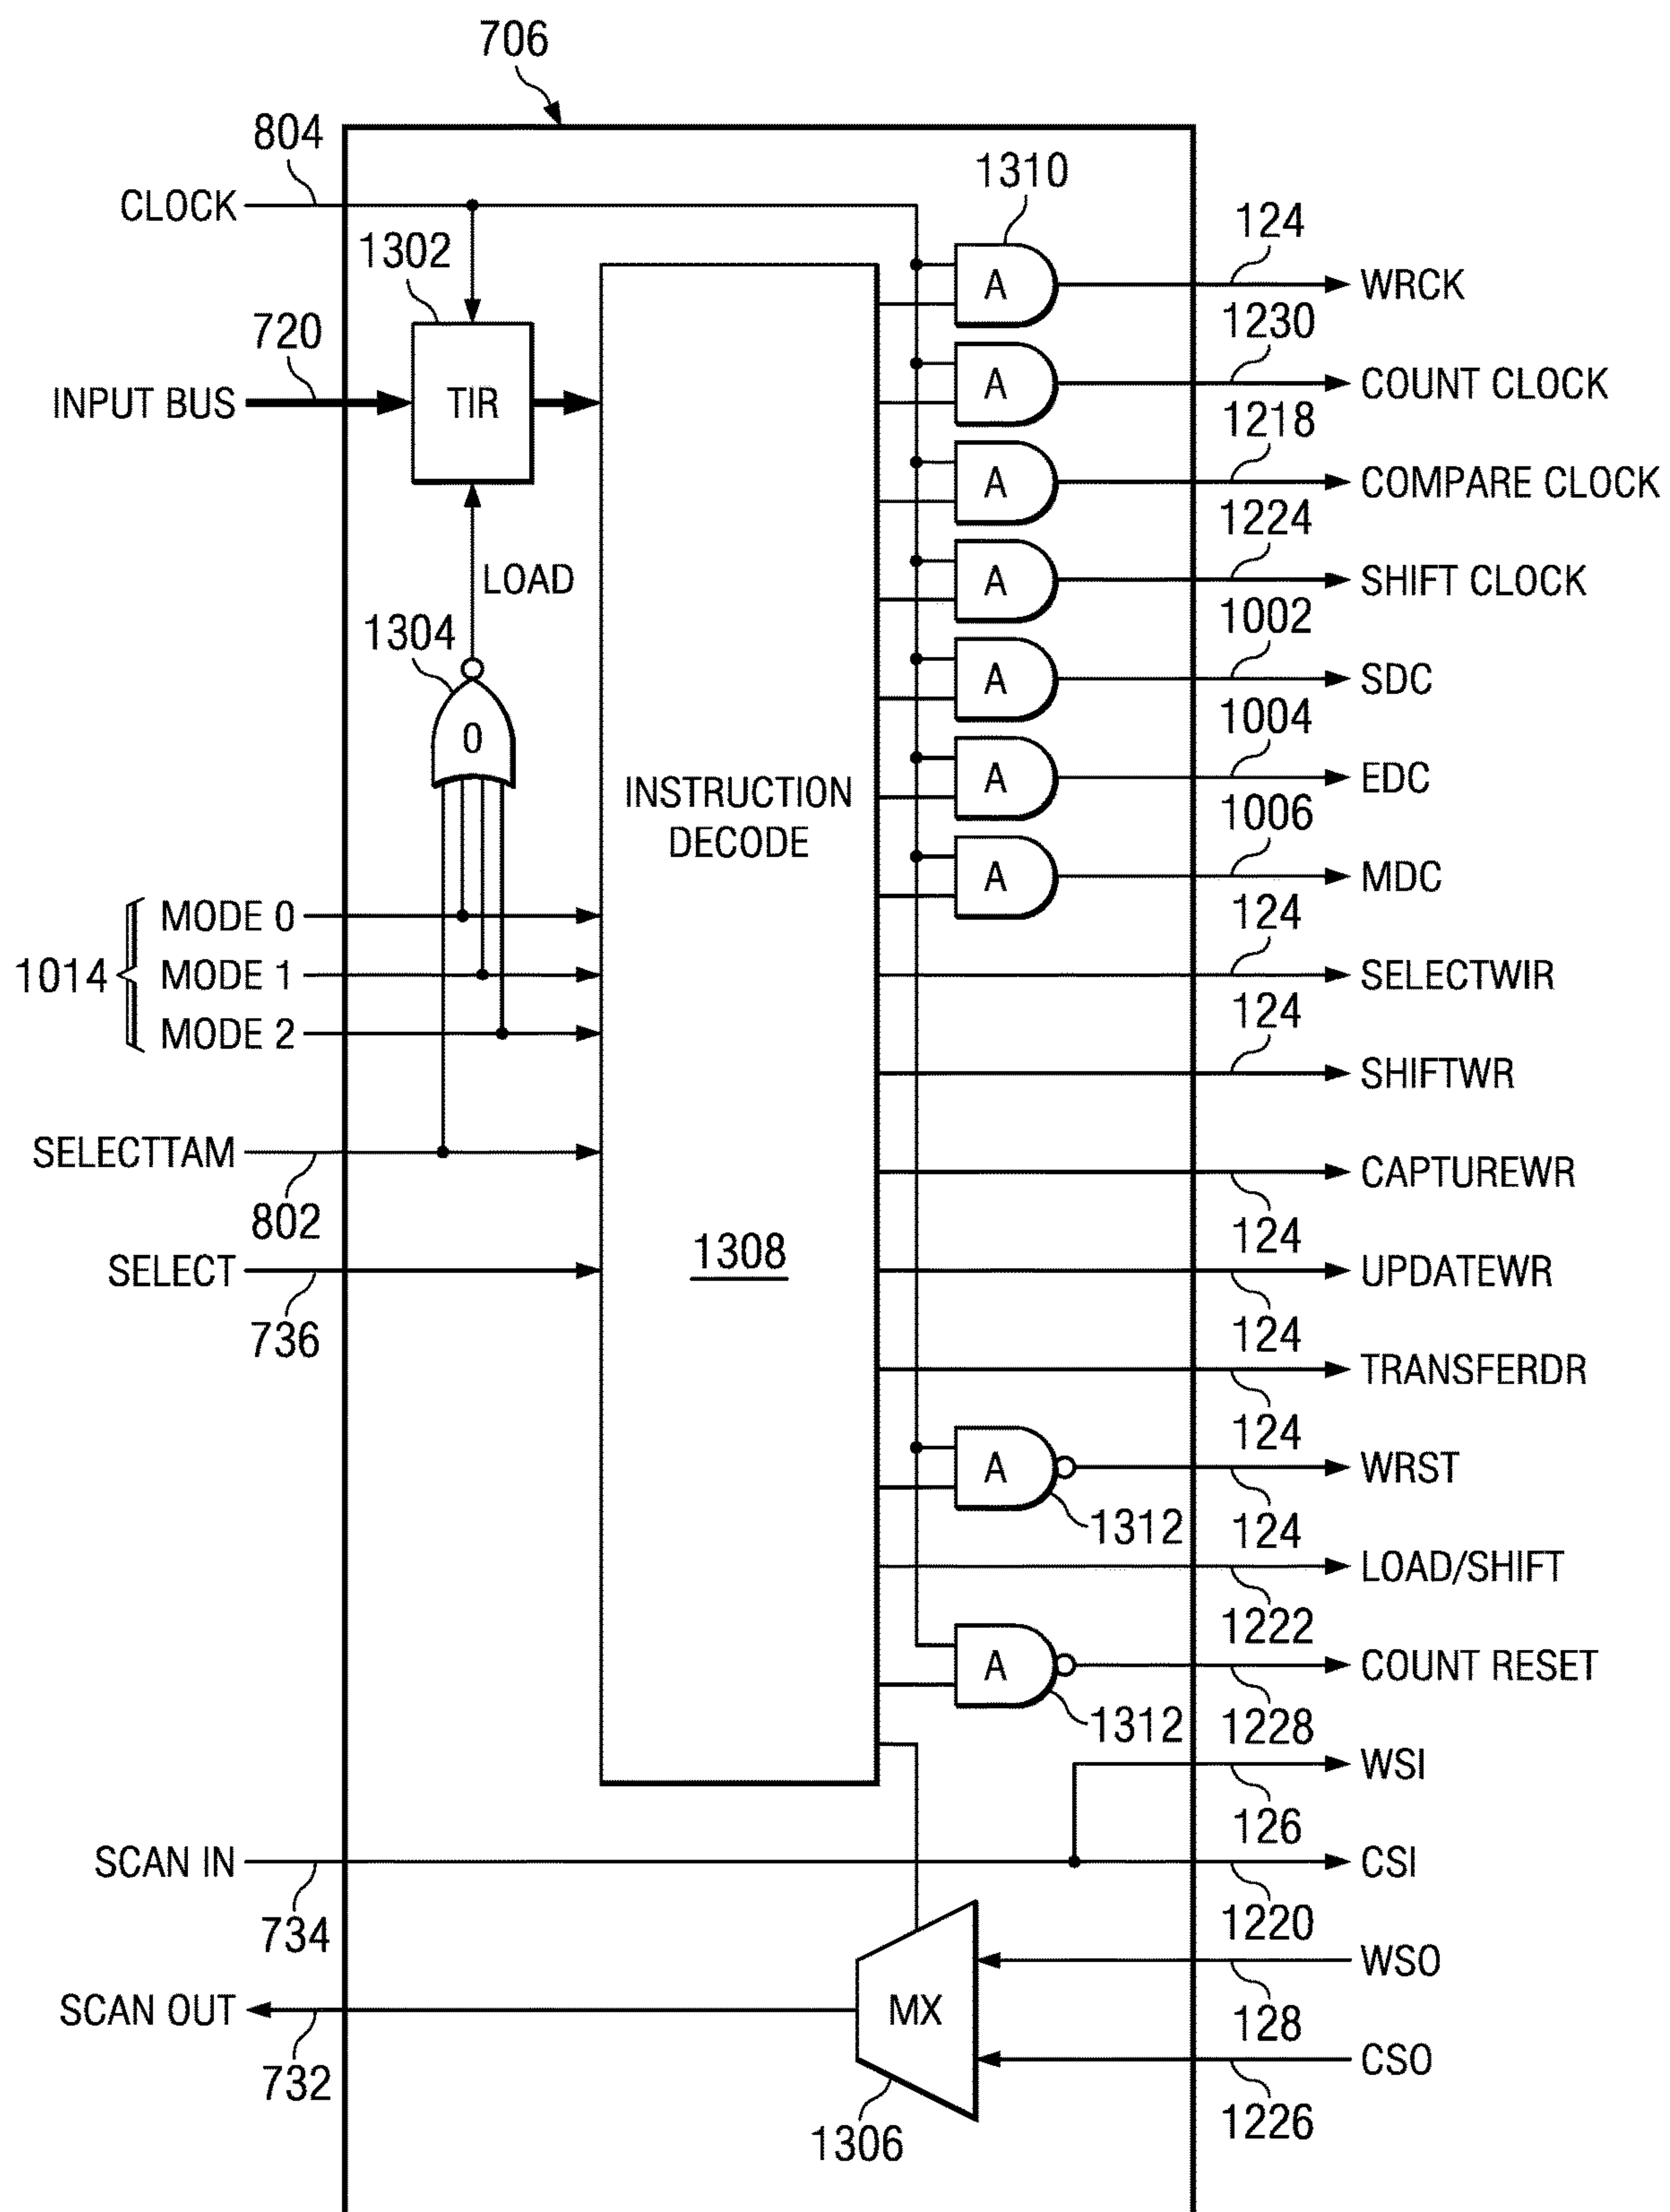 706
804
CLOCK
1310
124
WRCK
1302
1230
COUNT CLOCK
720
INPUT BUS
TIR
A
A
1218
COMPARE CLOCK
A
1224
SHIFT CLOCK
LOAD
A
1002
SDC
1304
A
0
1004
EDC
INSTRUCTION
DECODE
A
1006
MDC
A
1014
MODE 0
MODE 1
MODE 2
124
SELECTWIR
124
SHIFTWR
SELECTTAM
802
CAPTUREWR
124
SELECT
736
1308
UPDATEWR
124
TRANSFERDR
124
A
WRST
1312
124
LOAD/SHIFT
1222
A
COUNT RESET
1312
1228
WSI
126
SCAN IN
734
CSI
1220
WSO
128
SCAN OUT
732
MX
CSO
1226
1306